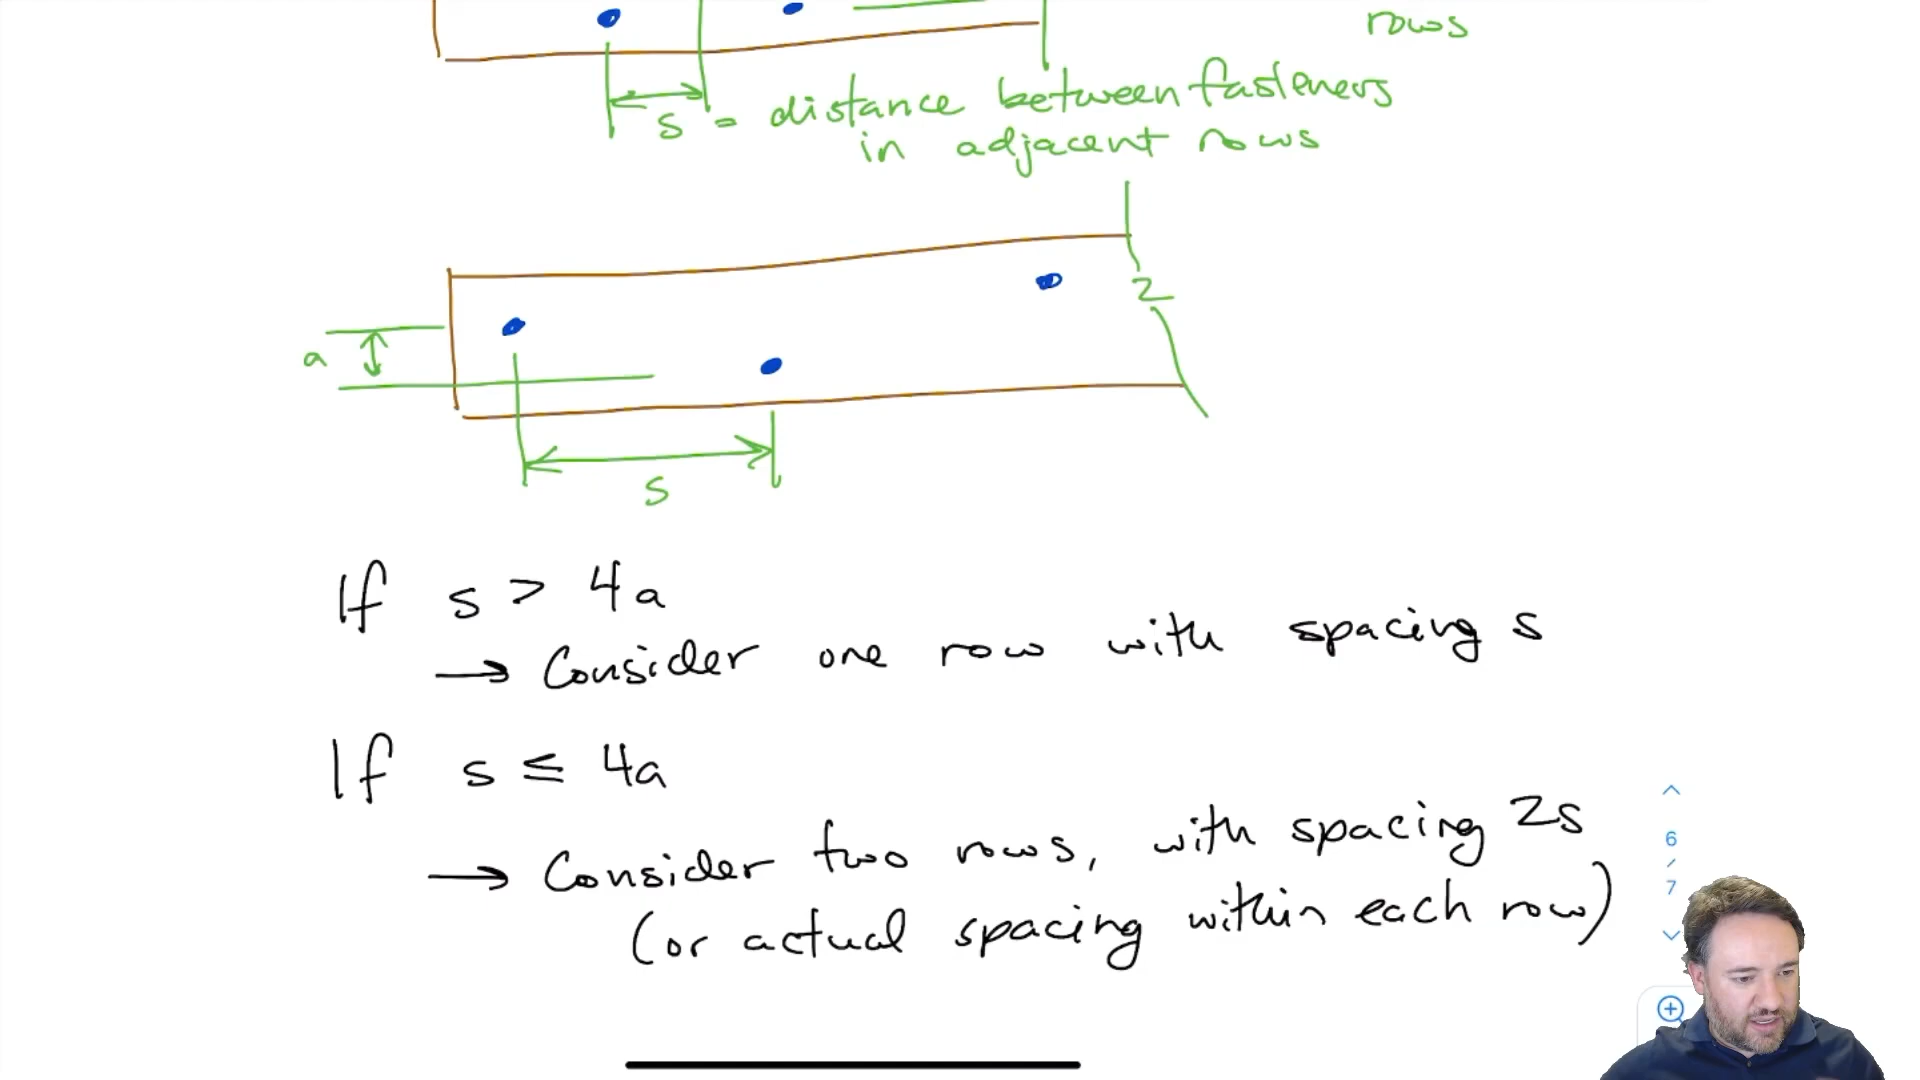 rows
s = distance between fasteners
in adjacent rows
2
a
s
If s > 4a
→ Consider one row with spacing s
If s ≤ 4a
→ Consider two rows, with spacing 2s
(or actual spacing within each row)
6
/
7